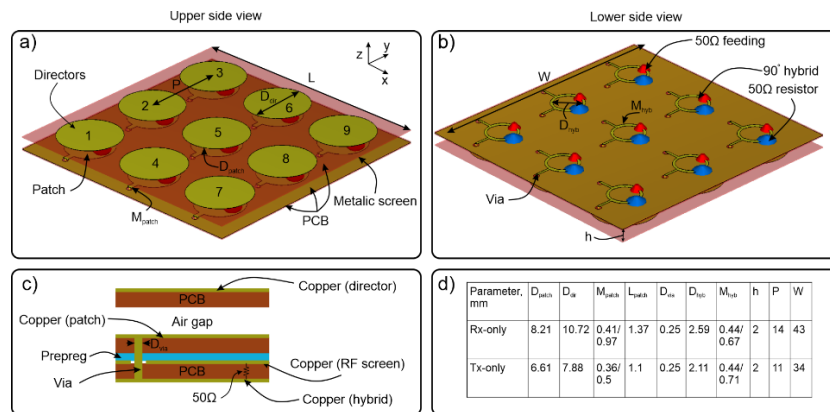 Upper side view
Lower side view
a)
Directors
Patch
1
2
3
4
5
6
7
8
9
P
D_dir
D_patch
M_patch
L
z
y
x
Metalic screen
PCB
b)
W
50Ω feeding
90° hybrid
50Ω resistor
M_hyb
D_hyb
Via
h
c)
Copper (director)
PCB
Air gap
Copper (patch)
D_via
Prepreg
Copper (RF screen)
Via
PCB
50Ω
Copper (hybrid)
d)
Parameter, mm D_patch D_dir M_patch L_patch D_via D_hyb M_hyb h P W
Rx-only 8.21 10.72 0.41/0.97 1.37 0.25 2.59 0.44/0.67 2 14 43
Tx-only 6.61 7.88 0.36/0.5 1.1 0.25 2.11 0.44/0.71 2 11 34